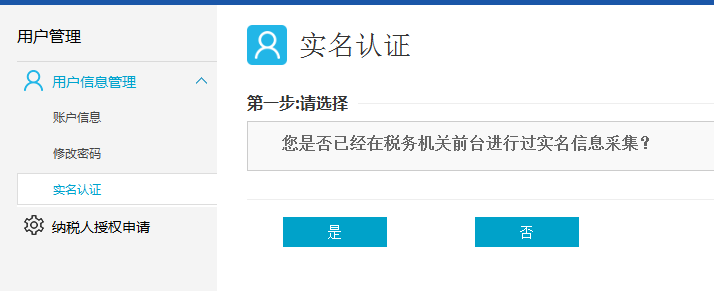 用户管理
用户信息管理
账户信息
修改密码
实名认证
纳税人授权申请
实名认证
第一步:请选择
您是否已经在税务机关前台进行过实名信息采集？
是
否